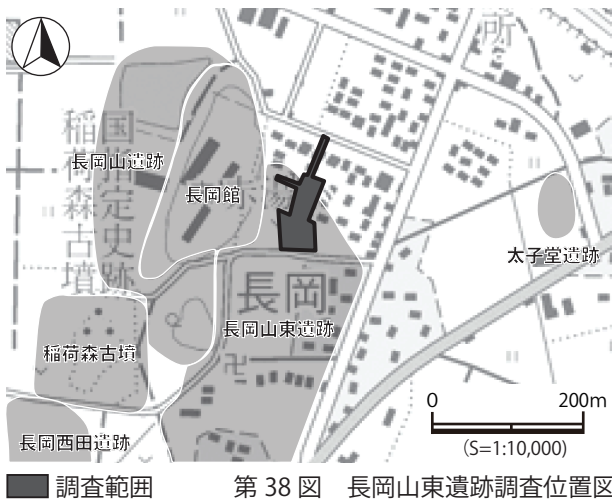 国指定史跡
稲荷森古墳
長岡山遺跡
長岡館
太子堂遺跡
長岡
長岡山東遺跡
稲荷森古墳
長岡西田遺跡
0 200m
(S=1:10,000)
調査範囲 第 38 図 長岡山東遺跡調査位置図